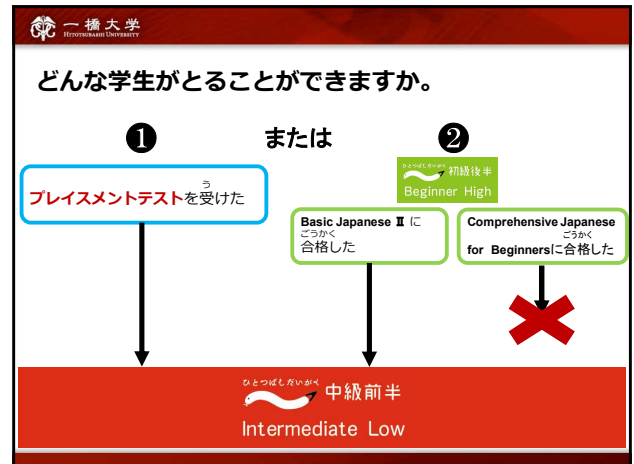 一橋大学
HITOTSUBASHI UNIVERSITY
どんな学生がとることができますか。
❶ または ❷
ひとつばしだいがく 初級後半
Beginner High
う
プレイスメントテストを受けた
Basic Japanese Ⅱ に
ごうかく
合格した
Comprehensive Japanese
ごうかく
for Beginnersに合格した
ひとつばしだいがく 中級前半
Intermediate Low